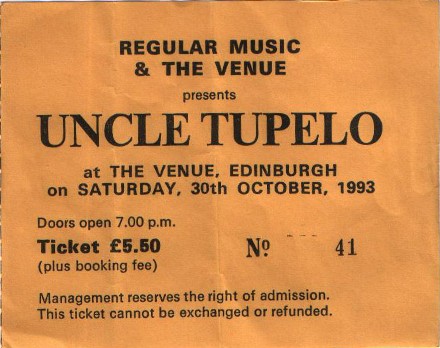 REGULAR MUSIC
& THE VENUE
presents
UNCLE TUPELO
at THE VENUE, EDINBURGH
on SATURDAY, 30th OCTOBER, 1993
Doors open 7.00 p.m.
Ticket £5.50
(plus booking fee)
Nº 41
Management reserves the right of admission.
This ticket cannot be exchanged or refunded.